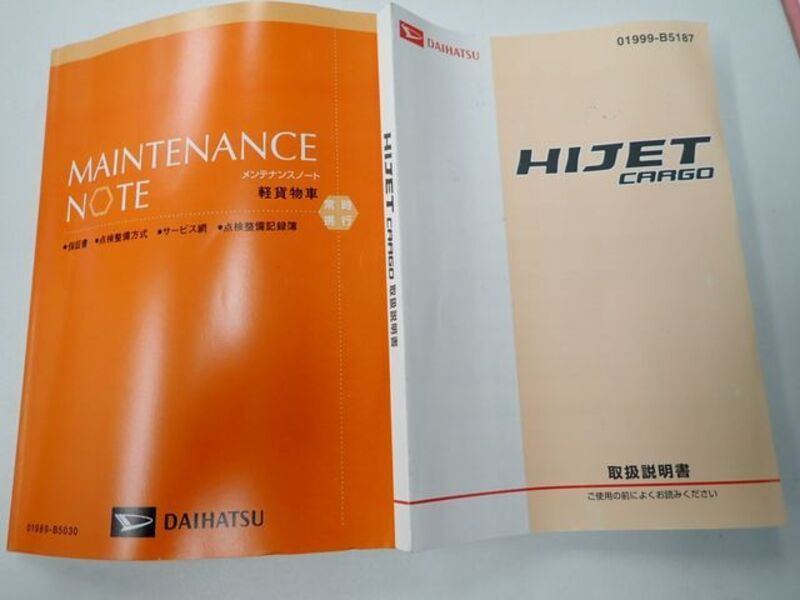 MAINTENANCE
NOTE
メンテナンスノート
軽貨物車
常時
携行
●保証書 ●点検整備方式 ●サービス網 ●点検整備記録簿
01989-B5030
DAIHATSU
HIJET CARGO 取扱説明書
DAIHATSU
01999-B5187
HIJET
CARGO
取扱説明書
ご使用の前によくお読みください